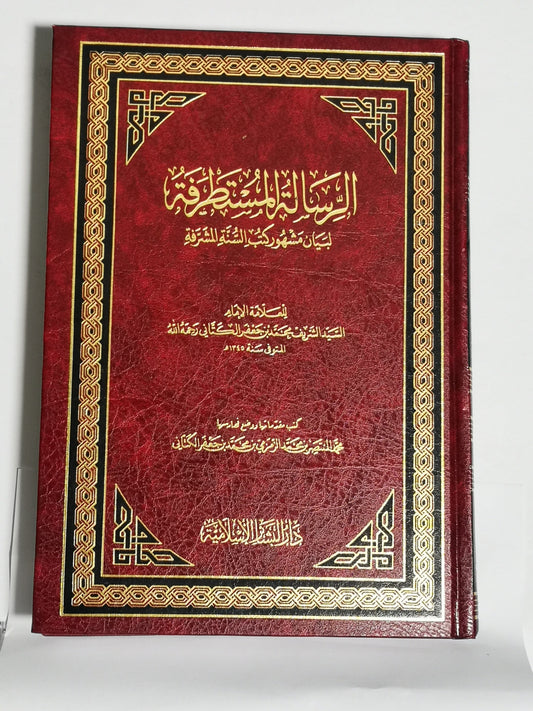 الرسالة المستطرفة
لبيان مشهور كتب السنة المشرفة
للعلامة الإمام
السيد الشريف محمد بن جعفر الكتاني رحمه الله
المتوفى سنة ١٣٤٥هـ
كتب مقدماتها ووضع فهارسها
محمد المنتصر بن محمد الزمزمي بن محمد بن جعفر الكتاني
دار البشائر الإسلامية